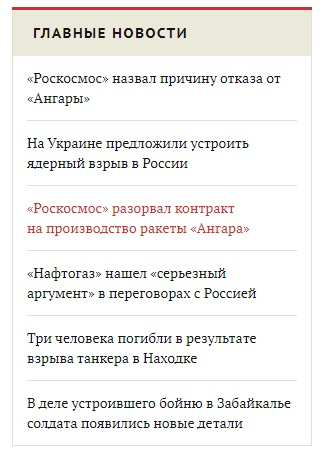 ГЛАВНЫЕ НОВОСТИ
«Роскосмос» назвал причину отказа от
«Ангары»
На Украине предложили устроить
ядерный взрыв в России
«Роскосмос» разорвал контракт
на производство ракеты «Ангара»
«Нафтогаз» нашел «серьезный
аргумент» в переговорах с Россией
Три человека погибли в результате
взрыва танкера в Находке
В деле устроившего бойню в Забайкалье
солдата появились новые детали